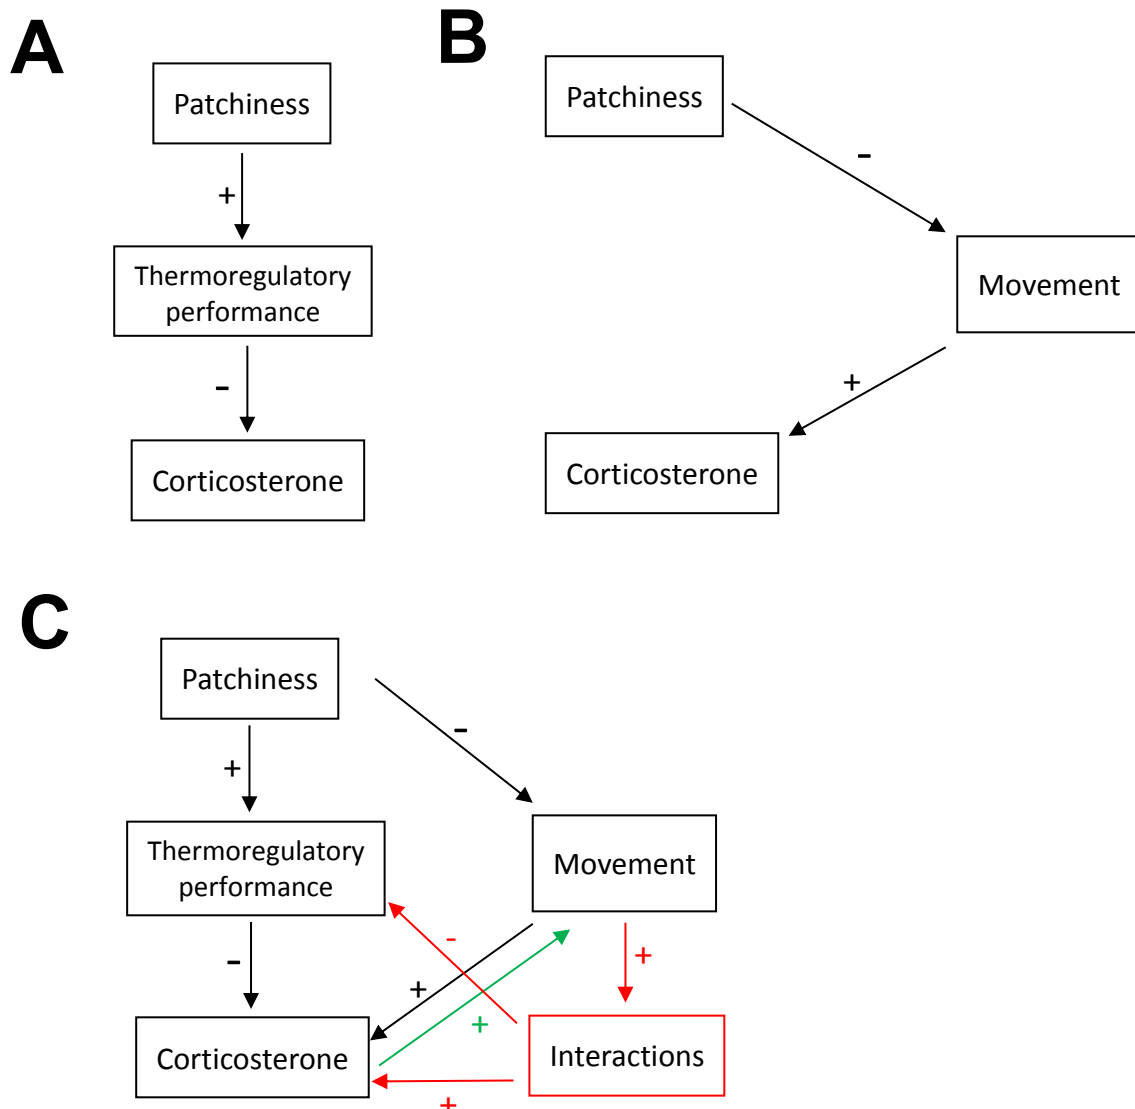 A
Patchiness
+
Thermoregulatory
performance
-
Corticosterone
B
Patchiness
-
Movement
+
Corticosterone
C
Patchiness
-
+
Thermoregulatory
performance
Movement
-
-
+
+
+
Corticosterone
Interactions
+